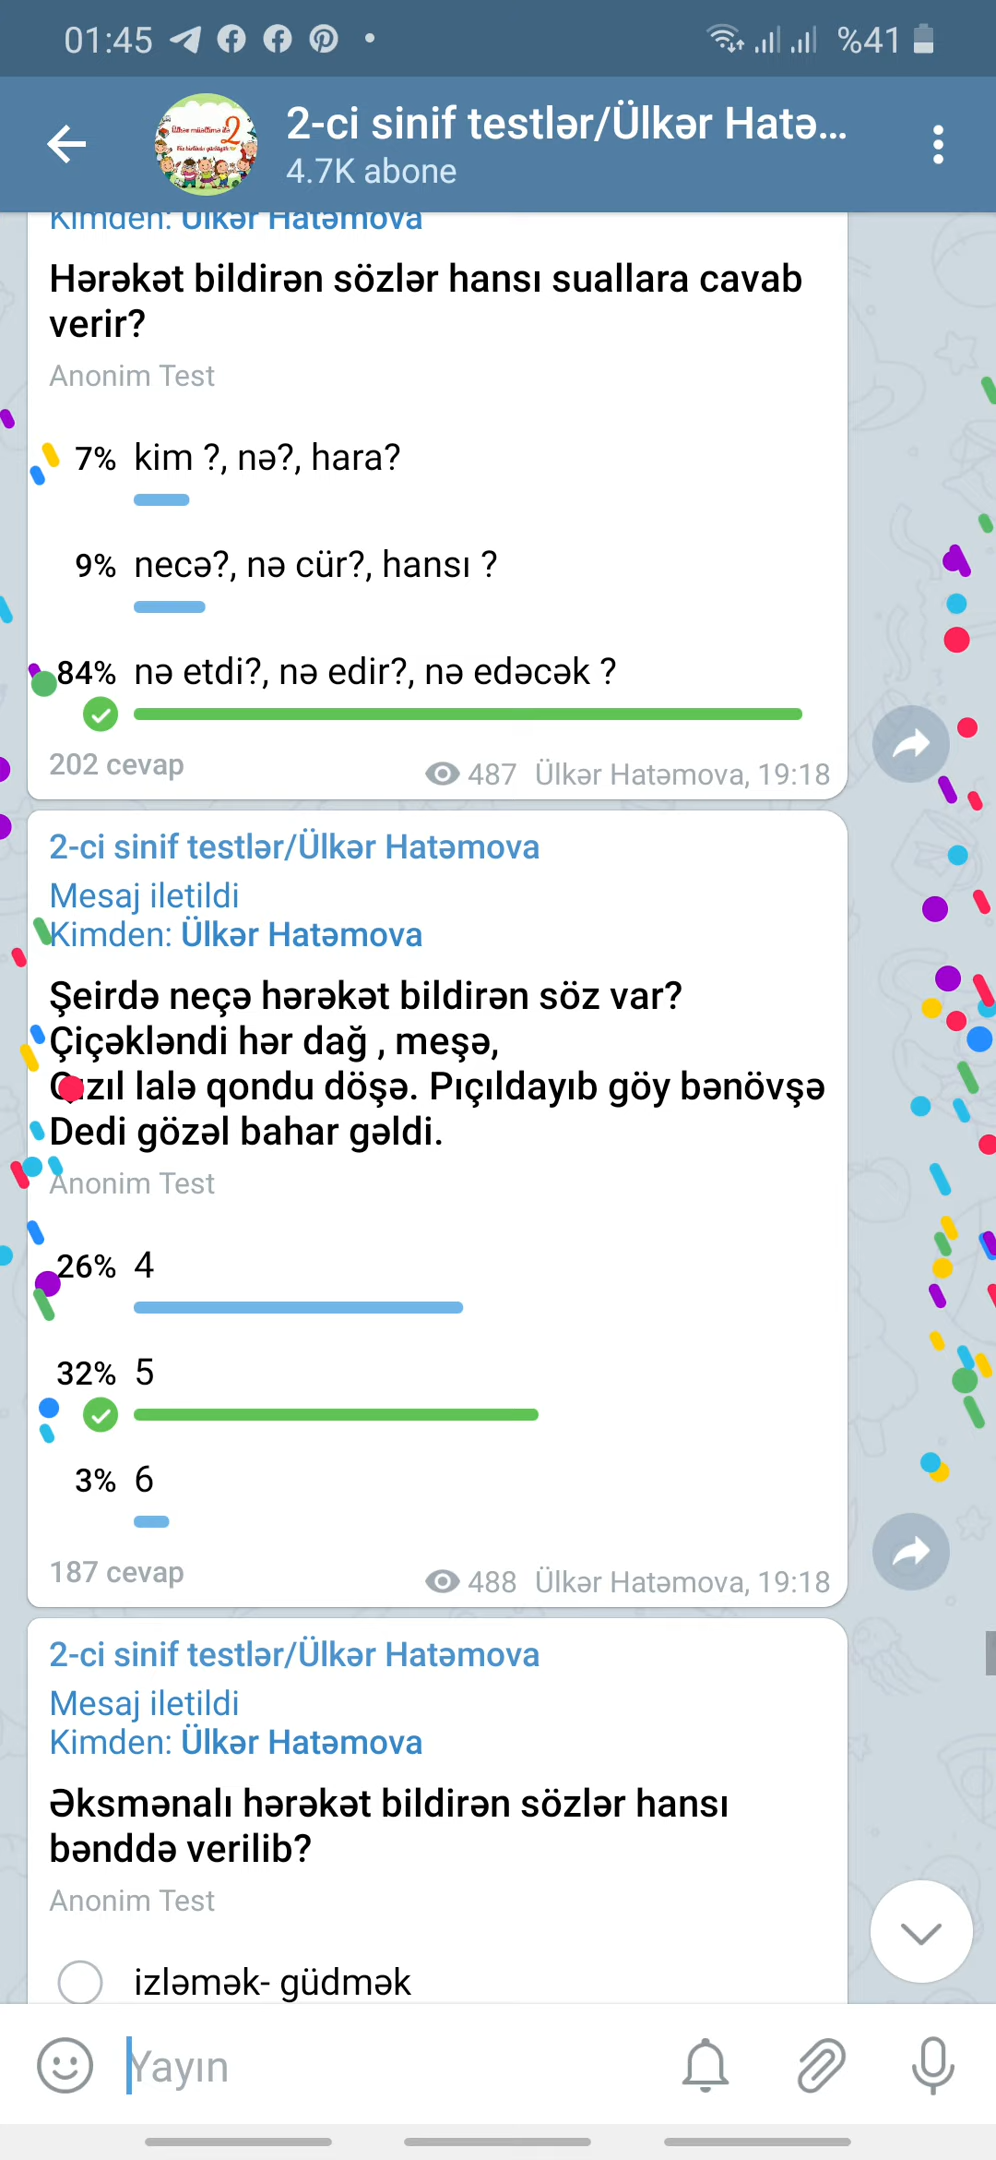 01:45
%41
2-ci sinif testlər/Ülkər Hatə...
4.7K abone
Kimden: Ülkər Hatəmova
Hərəkət bildirən sözlər hansı suallara cavab
verir?
Anonim Test
7% kim ?, nə?, hara?
9% necə?, nə cür?, hansı ?
84% nə etdi?, nə edir?, nə edəcək ?
202 cevap
487 Ülkər Hatəmova, 19:18
2-ci sinif testlər/Ülkər Hatəmova
Mesaj iletildi
Kimden: Ülkər Hatəmova
Şeirdə neçə hərəkət bildirən söz var?
Çiçəkləndi hər dağ , meşə,
Qızıl lalə qondu döşə. Pıçıldayıb göy bənövşə
Dedi gözəl bahar gəldi.
Anonim Test
26% 4
32% 5
3% 6
187 cevap
488 Ülkər Hatəmova, 19:18
2-ci sinif testlər/Ülkər Hatəmova
Mesaj iletildi
Kimden: Ülkər Hatəmova
Əksmənalı hərəkət bildirən sözlər hansı
bənddə verilib?
Anonim Test
izləmək- güdmək
Yayın